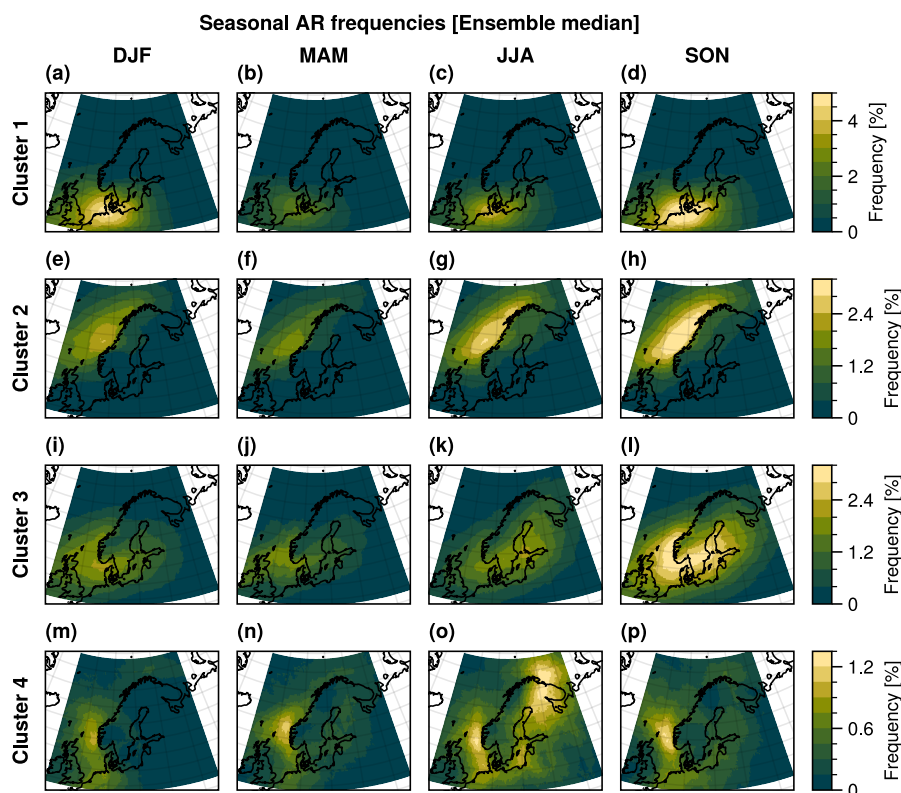 Seasonal AR frequencies [Ensemble median]
DJF MAM JJA SON
(a) (b) (c) (d)
Cluster 1
4
2
0
Frequency [%]
(e) (f) (g) (h)
Cluster 2
2.4
1.2
0
Frequency [%]
(i) (j) (k) (l)
Cluster 3
2.4
1.2
0
Frequency [%]
(m) (n) (o) (p)
Cluster 4
1.2
0.6
0
Frequency [%]